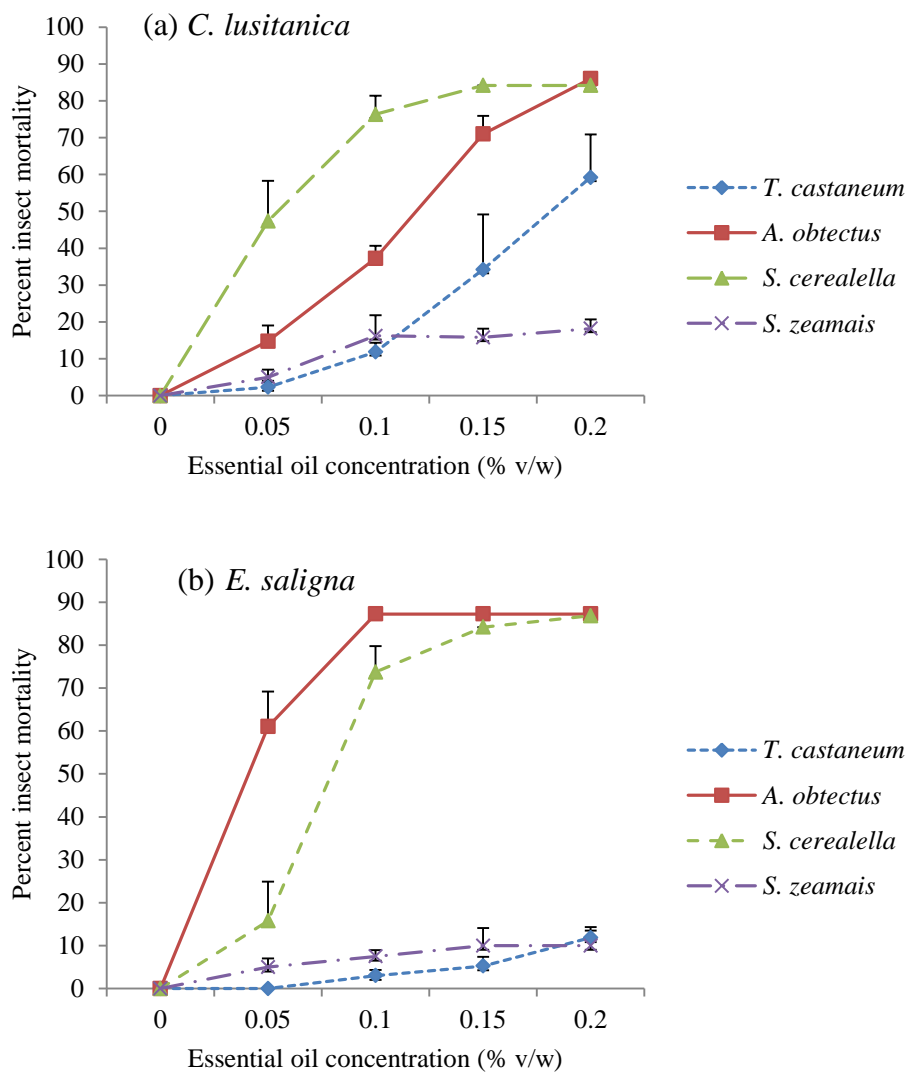 (a) C. lusitanica
Percent insect mortality
100
90
80
70
60
50
40
30
20
10
0
0 0.05 0.1 0.15 0.2
Essential oil concentration (% v/w)
T. castaneum
A. obtectus
S. cerealella
S. zeamais
(b) E. saligna
Percent insect mortality
100
90
80
70
60
50
40
30
20
10
0
0 0.05 0.1 0.15 0.2
Essential oil concentration (% v/w)
T. castaneum
A. obtectus
S. cerealella
S. zeamais